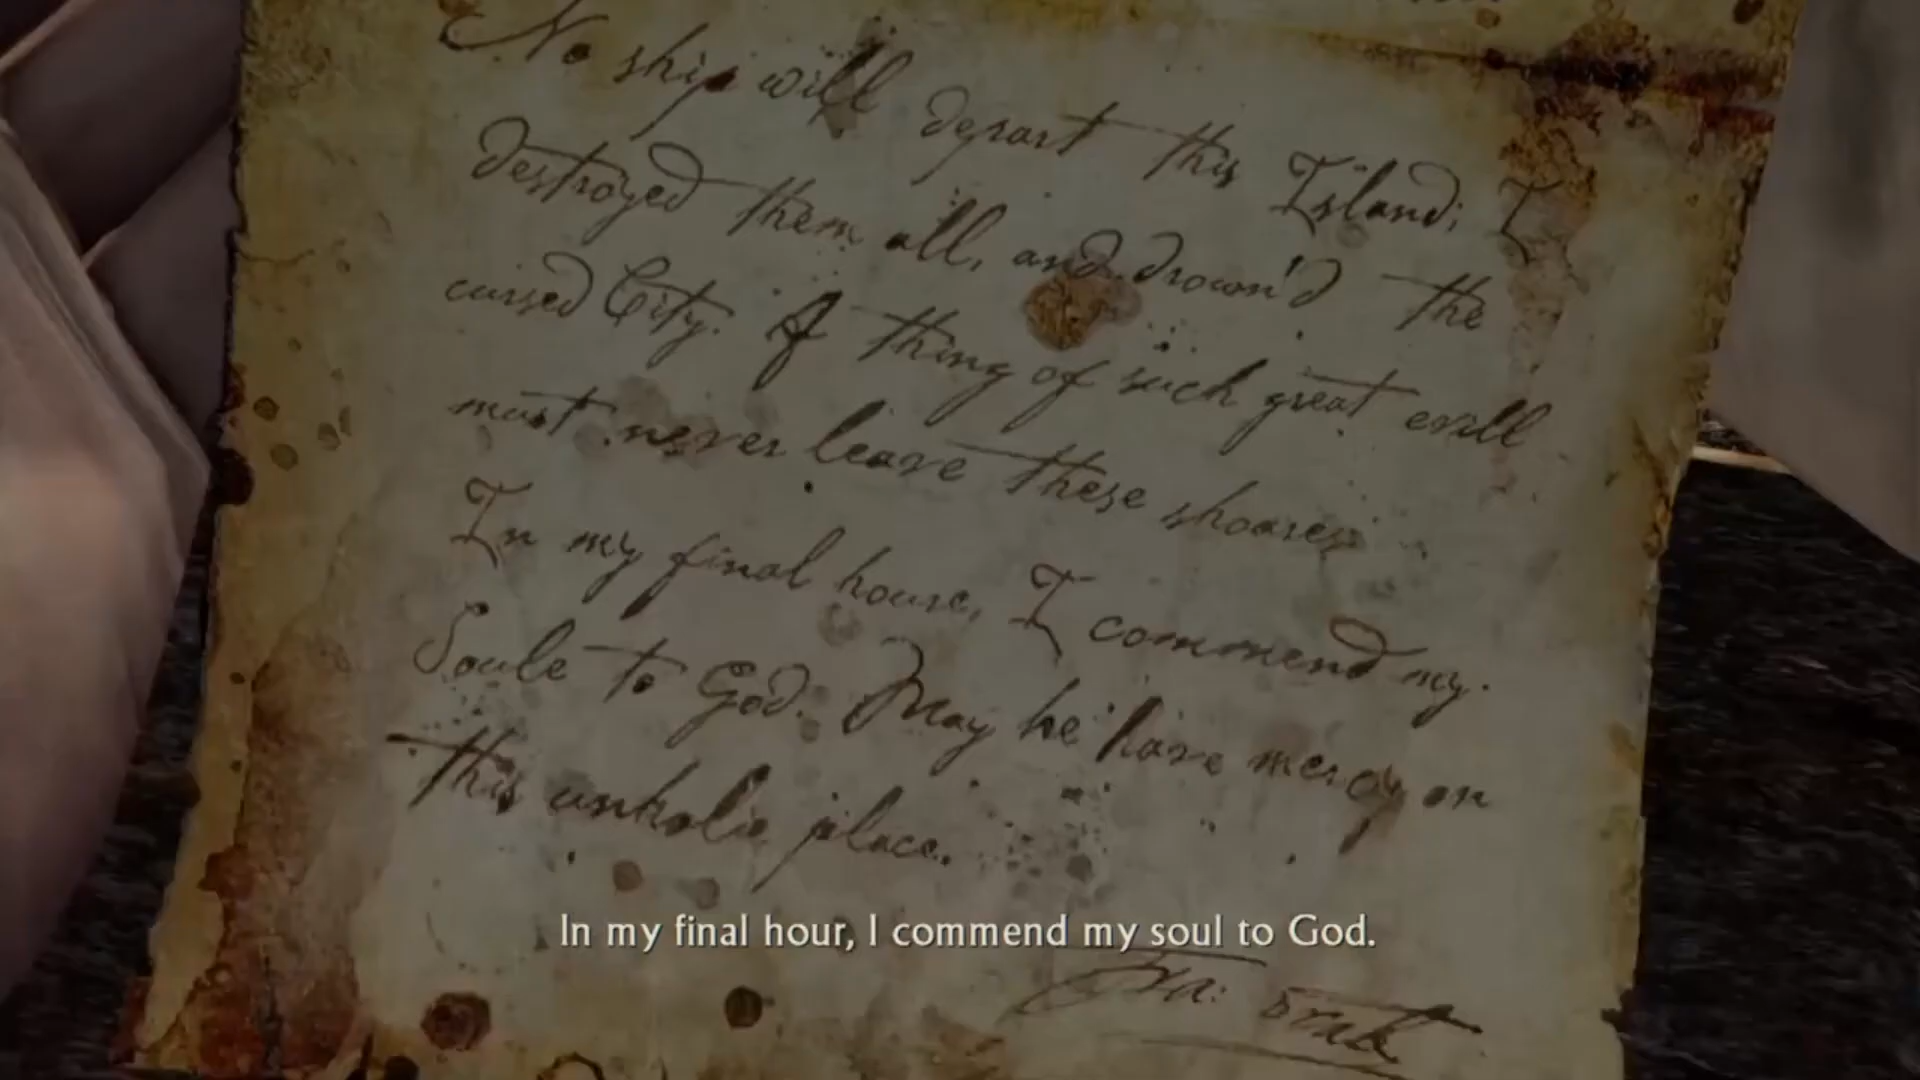 No ship will depart this Island; I
destroyed them all, and drown'd the
cursed City. A thing of such great evill
must never leave these shoares.
In my final houre, I commend my
Soule to God. May he have mercy on
this unholie place.
In my final hour, I commend my soul to God.
Fra: Drak